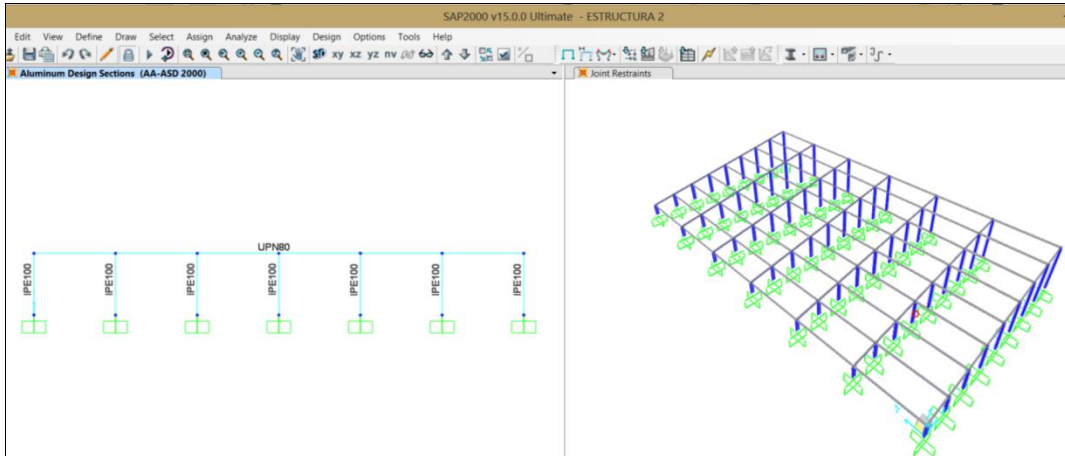 SAP2000 v15.0.0 Ultimate - ESTRUCTURA 2
Edit View Define Draw Select Assign Analyze Display Design Options Tools Help
xy xz yz nv
Aluminum Design Sections (AA-ASD 2000)
Joint Restraints
UPN80
IPE100 IPE100 IPE100 IPE100 IPE100 IPE100 IPE100